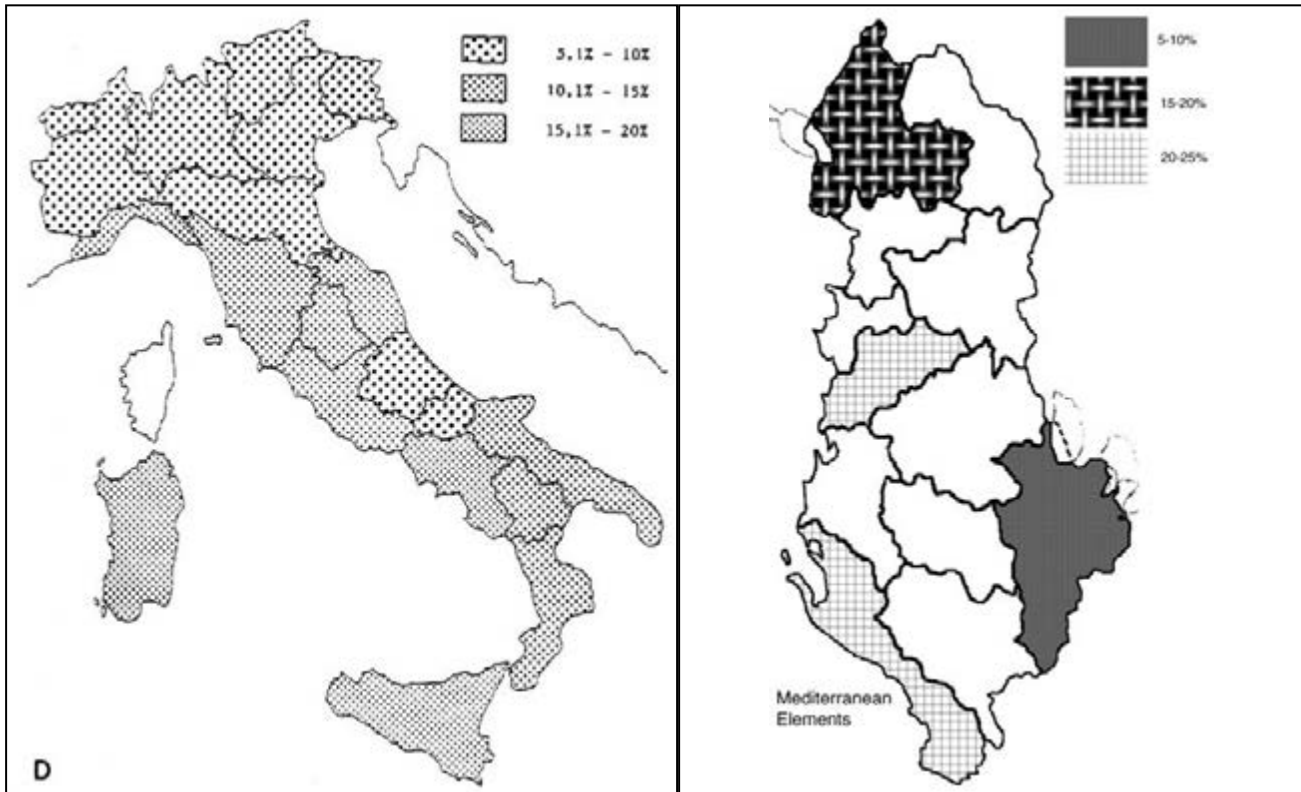 5,1% - 10%
10,1% - 15%
15,1% - 20%
D
5-10%
15-20%
20-25%
Mediterranean
Elements